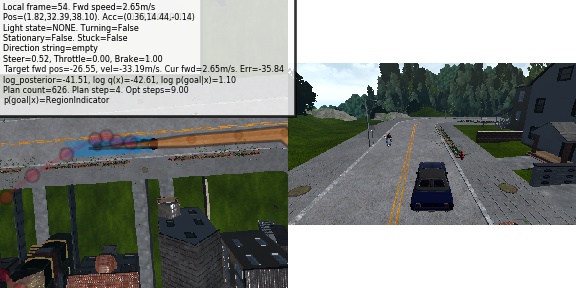 Local frame=54. Fwd speed=2.65m/s
Pos=(1.82,32.39,38.10). Acc=(0.36,14.44,-0.14)
Light state=NONE. Turning=False
Stationary=False. Stuck=False
Direction string=empty
Steer=0.52, Throttle=0.00, Brake=1.00
Target fwd pos=-26.55, vel=-33.19m/s. Cur fwd=2.65m/s. Err=-35.84
log_posterior=-41.51, log q(x)=-42.61, log p(goal|x)=1.10
Plan count=626. Plan step=4. Opt steps=9.00
p(goal|x)=RegionIndicator